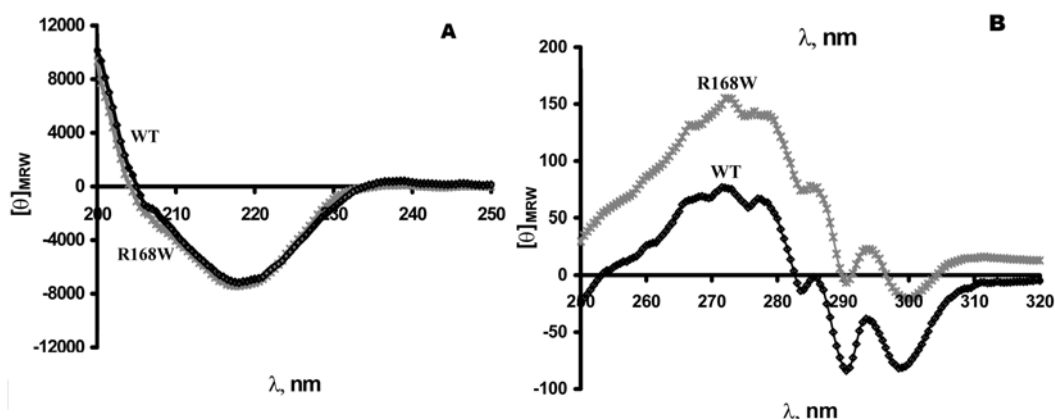 A
12000
8000
4000
0
-4000
-8000
-12000
[θ]MRW
WT
R168W
200 210 220 230 240 250
λ, nm
λ, nm
B
200
150
100
50
0
-50
-100
[θ]MRW
R168W
WT
260 270 280 290 300 310 320
λ, nm